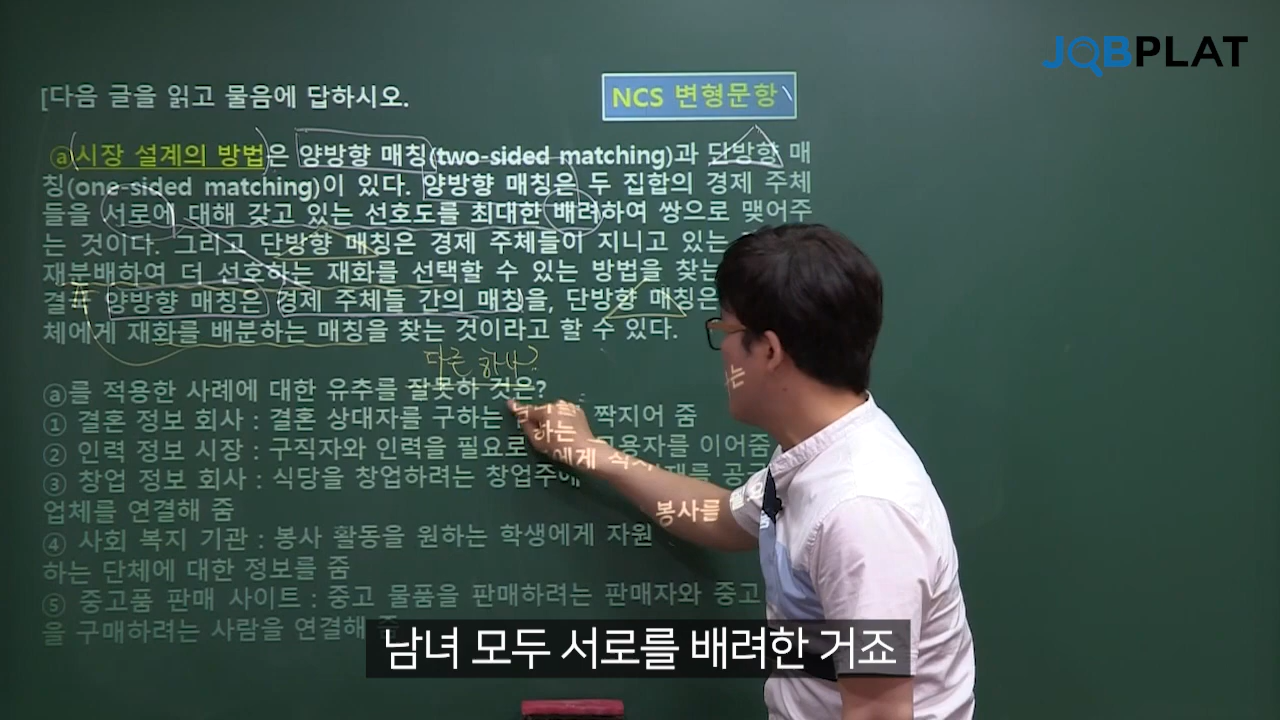 JOBPLAT
[다음 글을 읽고 물음에 답하시오.
NCS 변형문항
ⓐ시장 설계의 방법은 양방향 매칭(two-sided matching)과 단방향 매
칭(one-sided matching)이 있다. 양방향 매칭은 두 집합의 경제 주체
들을 서로에 대해 갖고 있는 선호도를 최대한 배려하여 쌍으로 맺어주
는 것이다. 그리고 단방향 매칭은 경제 주체들이 지니고 있는
재분배하여 더 선호하는 재화를 선택할 수 있는 방법을 찾는
결국 양방향 매칭은 경제 주체들 간의 매칭을, 단방향 매칭은
체에게 재화를 배분하는 매칭을 찾는 것이라고 할 수 있다.
다른 하나?
ⓐ를 적용한 사례에 대한 유추를 잘못하 것은?
① 결혼 정보 회사 : 결혼 상대자를 구하는 남녀를 짝지어 줌
② 인력 정보 시장 : 구직자와 인력을 필요로 하는 고용자를 이어줌
③ 창업 정보 회사 : 식당을 창업하려는 창업주에게
업체를 연결해 줌
④ 사회 복지 기관 : 봉사 활동을 원하는 학생에게 자원 봉사를
하는 단체에 대한 정보를 줌
⑤ 중고품 판매 사이트 : 중고 물품을 판매하려는 판매자와 중고
을 구매하려는 사람을 연결해 줌
남녀 모두 서로를 배려한 거죠